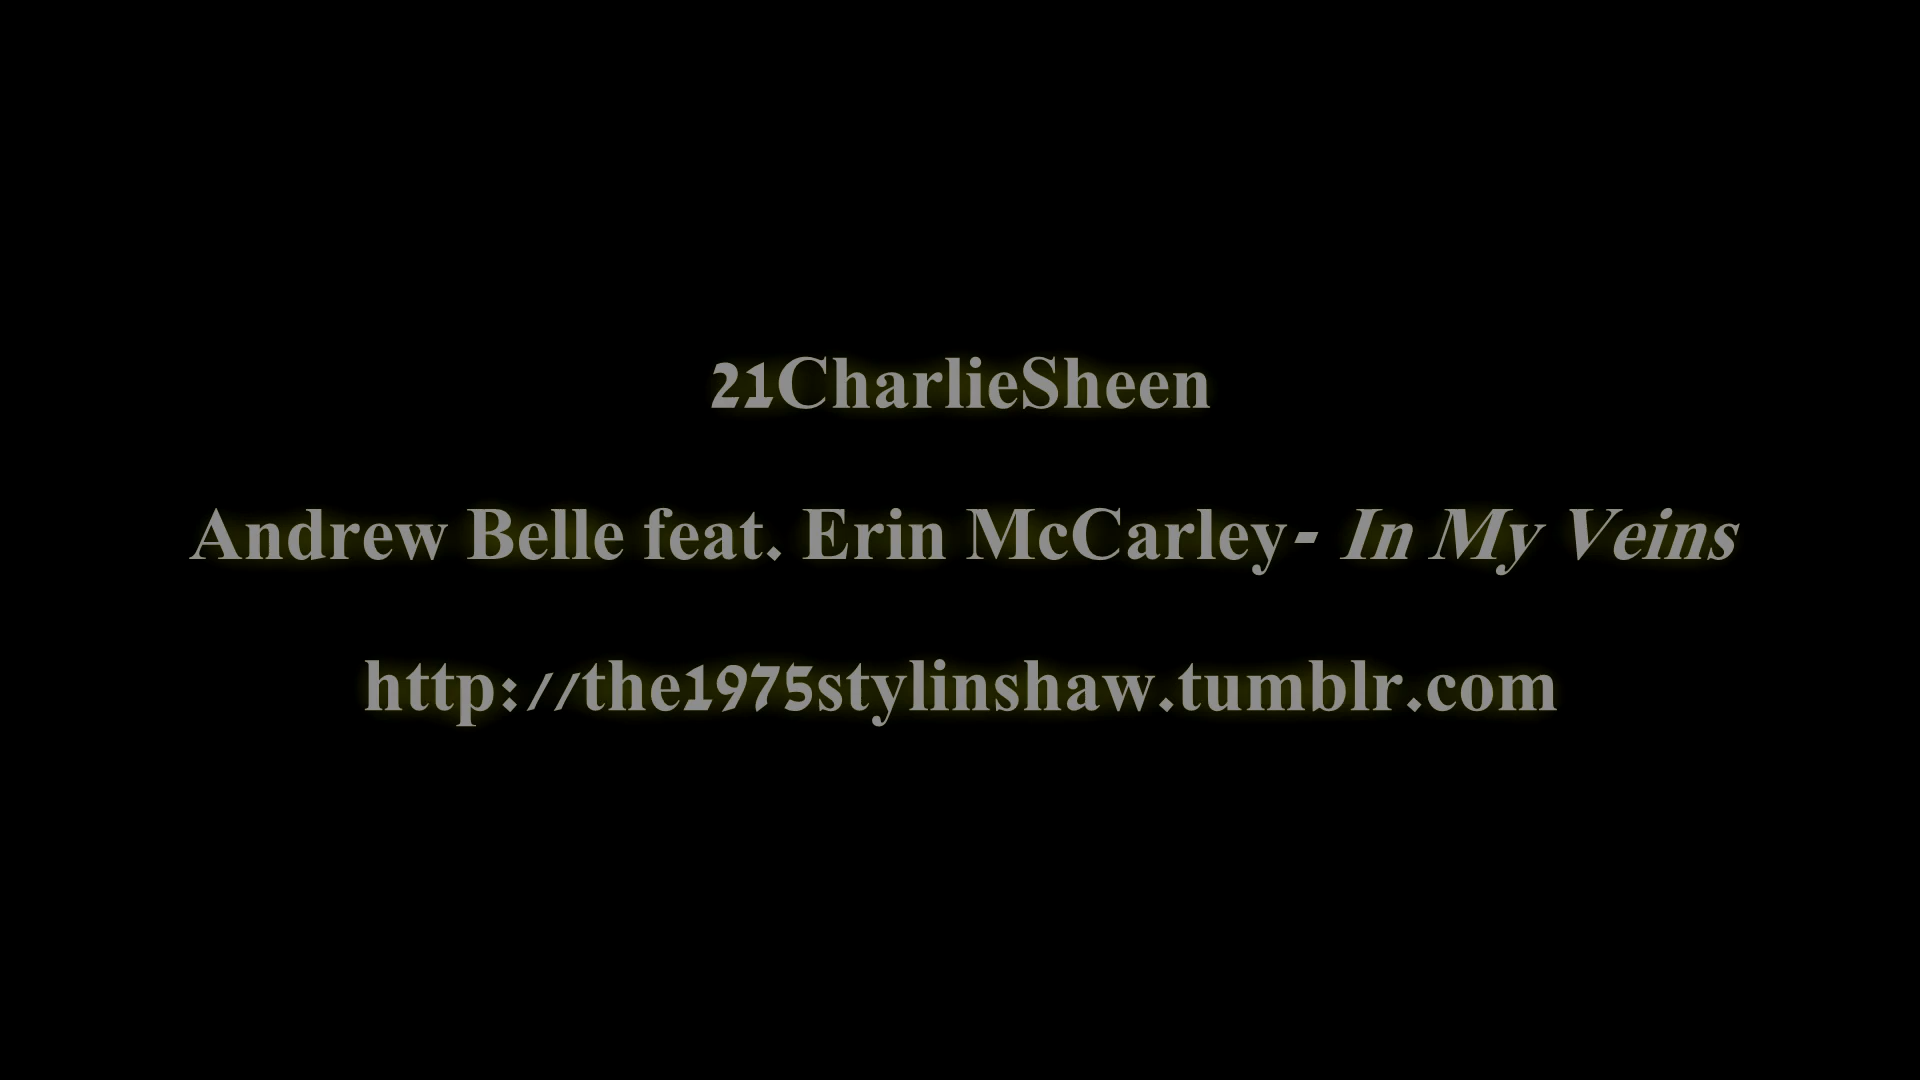 21CharlieSheen
Andrew Belle feat. Erin McCarley- In My Veins
http://the1975stylinshaw.tumblr.com